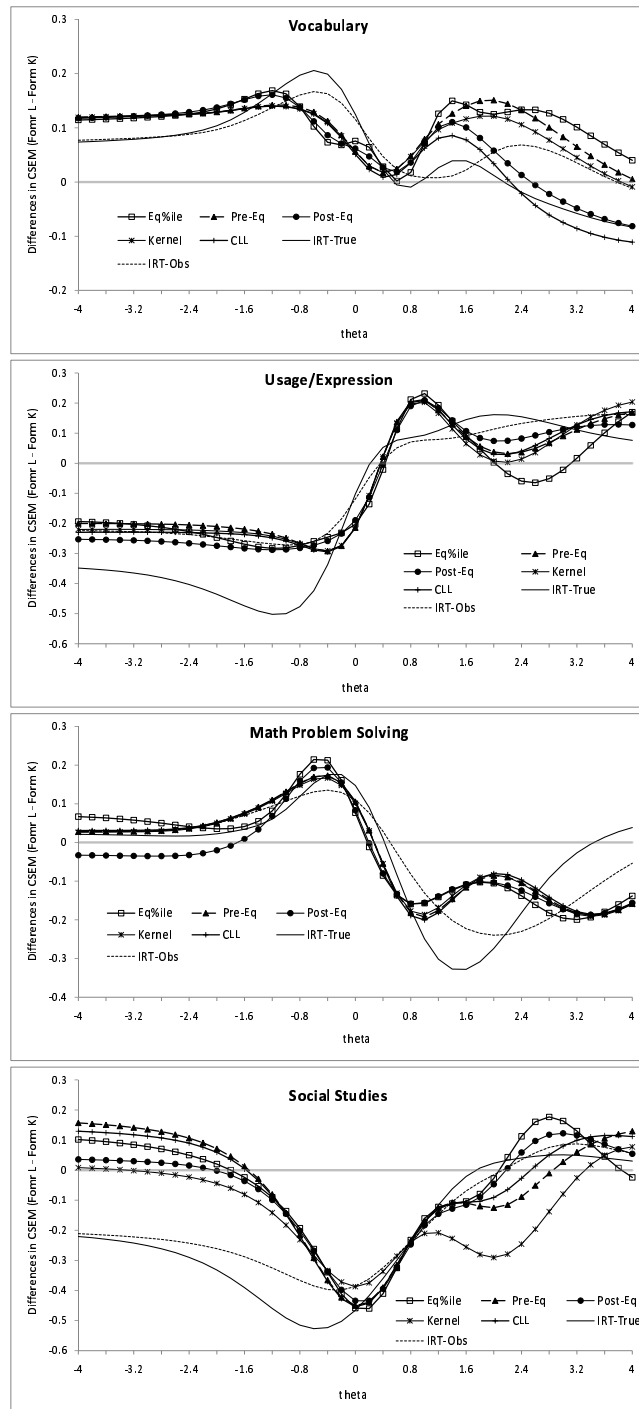 Vocabulary
Differences in CSEM (Fomr L - Form K)
0.3
0.2
0.1
0
-0.1
0.2
Eq%ile Pre-Eq Post-Eq
Kernel CLL IRT-True
IRT-Obs
-4 -3.2 -2.4 -1.6 -0.8 0 0.8 1.6 2.4 3.2 4
theta
Usage/Expression
Differences in CSEM (Fomr L - Form K)
0.3
0.2
0.1
0
-0.1
-0.2
-0.3
-0.4
-0.5
-0.6
Eq%ile Pre-Eq
Post-Eq Kernel
CLL IRT-True
IRT-Obs
-4 -3.2 -2.4 -1.6 -0.8 0 0.8 1.6 2.4 3.2 4
theta
Math Problem Solving
Differences in CSEM (Fomr L - Form K)
0.3
0.2
0.1
0
-0.1
-0.2
-0.3
-0.4
Eq%ile Pre-Eq Post-Eq
Kernel CLL IRT-True
IRT-Obs
-4 -3.2 -2.4 -1.6 -0.8 0 0.8 1.6 2.4 3.2 4
theta
Social Studies
Differences in CSEM (Fomr L - Form K)
0.3
0.2
0.1
0
-0.1
-0.2
-0.3
-0.4
-0.5
-0.6
Eq%ile Pre-Eq Post-Eq
Kernel CLL IRT-True
IRT-Obs
-4 -3.2 -2.4 -1.6 -0.8 0 0.8 1.6 2.4 3.2 4
theta